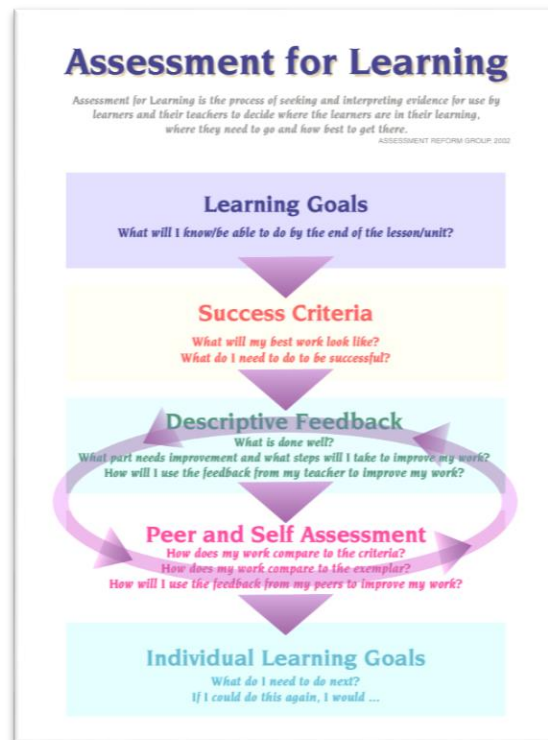 Assessment for Learning
Assessment for Learning is the process of seeking and interpreting evidence for use by
learners and their teachers to decide where the learners are in their learning,
where they need to go and how best to get there.
ASSESSMENT REFORM GROUP, 2002
Learning Goals
What will I know/be able to do by the end of the lesson/unit?
Success Criteria
What will my best work look like?
What do I need to do to be successful?
Descriptive Feedback
What is done well?
What part needs improvement and what steps will I take to improve my work?
How will I use the feedback from my teacher to improve my work?
Peer and Self Assessment
How does my work compare to the criteria?
How does my work compare to the exemplar?
How will I use the feedback from my peers to improve my work?
Individual Learning Goals
What do I need to do next?
If I could do this again, I would ...